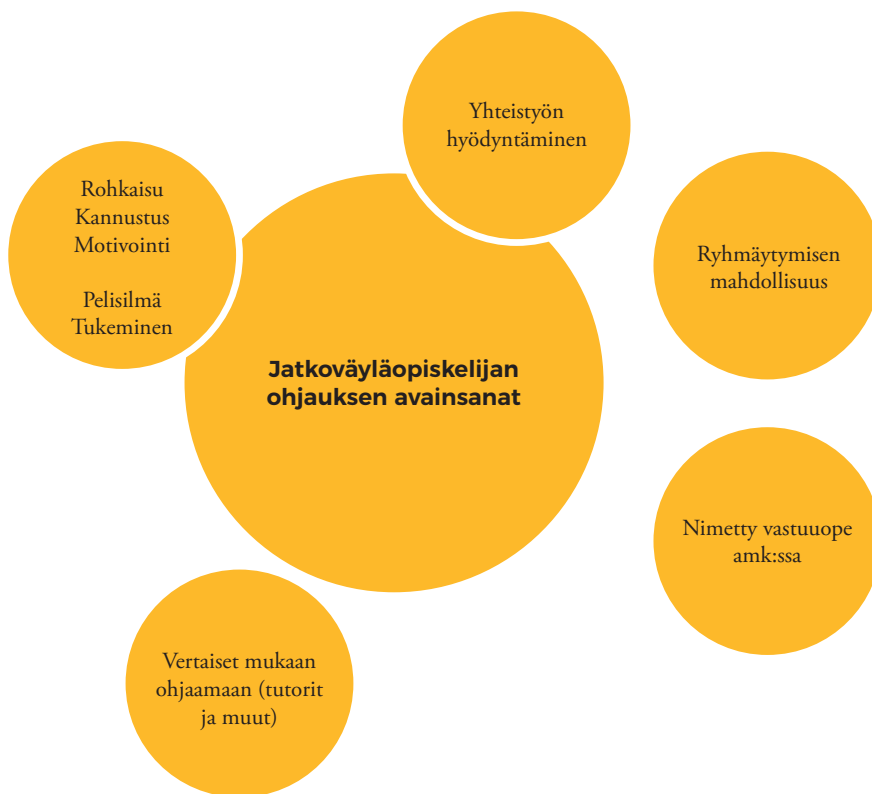 Yhteistyön
hyödyntäminen
Rohkaisu
Kannustus
Motivointi
Pelisilmä
Tukeminen
Ryhmäytymisen
mahdollisuus
Jatkoväyläopiskelijan
ohjauksen avainsanat
Nimetty vastuuope
amk:ssa
Vertaiset mukaan
ohjaamaan (tutorit
ja muut)